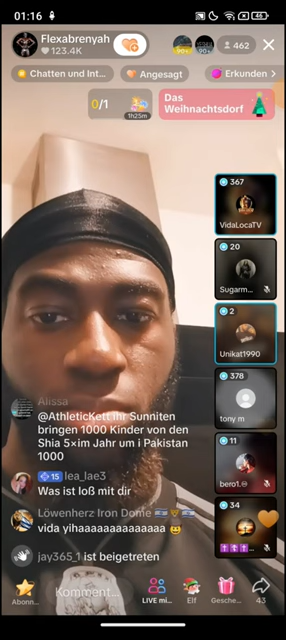 01:16
46
Flexabrenyah
123.4K
90+
90+
462
Chatten und Int...
Angesagt
Erkunden
0/1
1h25m
Das
Weihnachtsdorf
367
VidaLocaTV
20
Sugarm...
2
Unikat1990
378
tony m
11
bero1.
34
Alissa
@AthleticKett Ihr Sunniten
bringen 1000 Kinder von den
Shia 5×im Jahr um i Pakistan
1000
15 lea_lae3
Was ist loß mit dir
Löwenherz Iron Dome 🇮🇱🦁🇮🇱
vida yihaaaaaaaaaaaaaa 🤠
jay365_1 ist beigetreten
Abonn...
Komment...
LIVE mi...
Elf
Gesche...
43